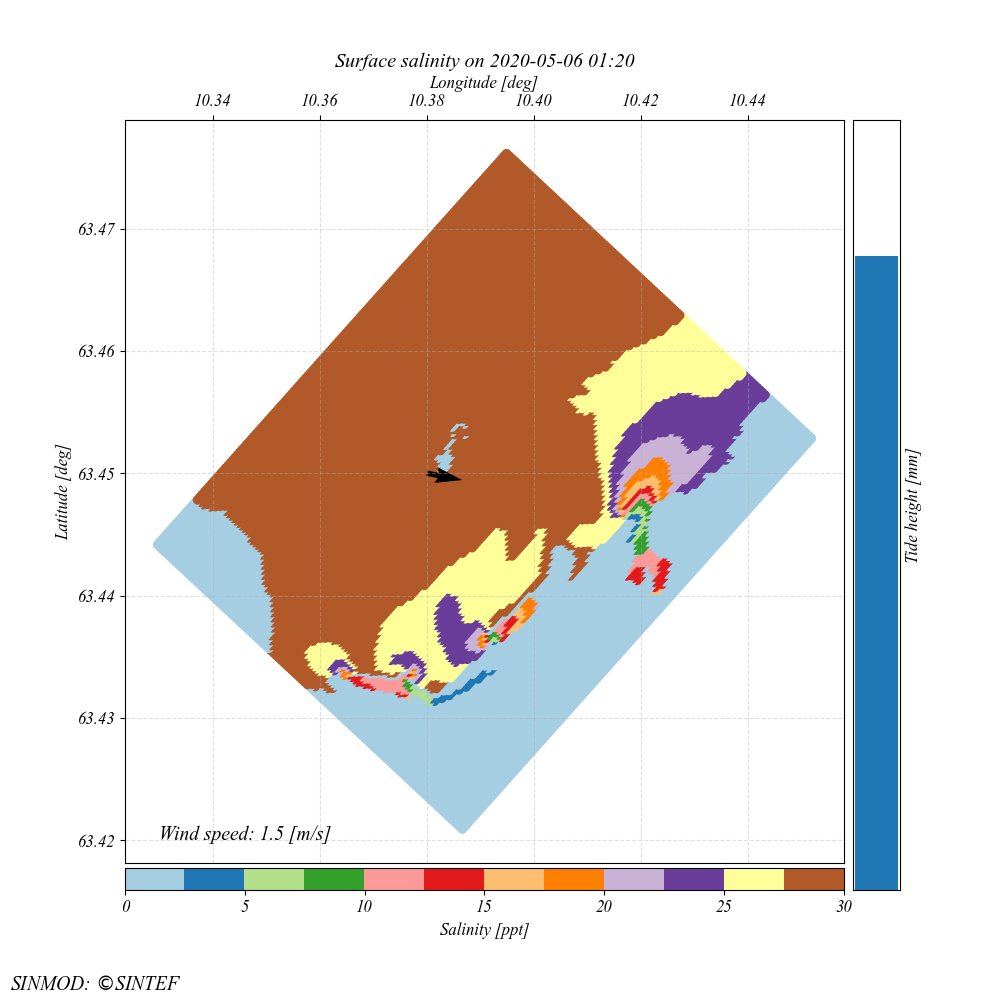 Surface salinity on 2020-05-06 01:20
Longitude [deg]
10.34 10.36 10.38 10.40 10.42 10.44
63.47
63.46
63.45
63.44
63.43
63.42
Latitude [deg]
Tide height [mm]
Wind speed: 1.5 [m/s]
0 5 10 15 20 25 30
Salinity [ppt]
SINMOD: ©SINTEF